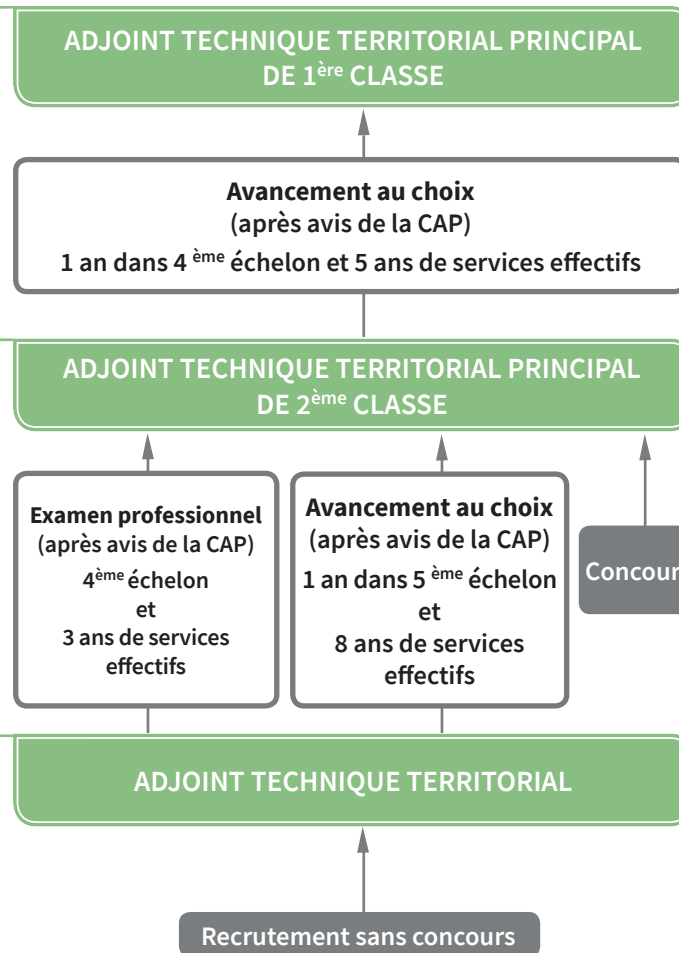 ADJOINT TECHNIQUE TERRITORIAL PRINCIPAL
DE 1ère CLASSE
Avancement au choix
(après avis de la CAP)
1 an dans 4 ème échelon et 5 ans de services effectifs
ADJOINT TECHNIQUE TERRITORIAL PRINCIPAL
DE 2ème CLASSE
Examen professionnel
(après avis de la CAP)
4ème échelon
et
3 ans de services
effectifs
Avancement au choix
(après avis de la CAP)
1 an dans 5 ème échelon
et
8 ans de services
effectifs
Concour
ADJOINT TECHNIQUE TERRITORIAL
Recrutement sans concours